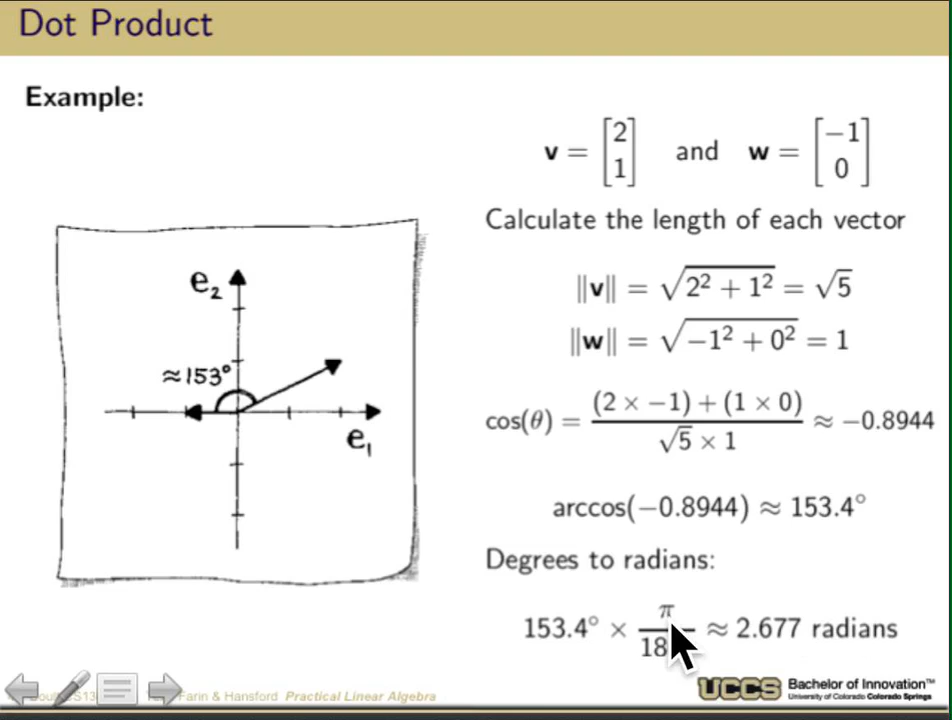 Dot Product
Example:
v = [2 1] and w = [−1 0]
Calculate the length of each vector
‖v‖ = √(2² + 1²) = √5
‖w‖ = √(−1² + 0²) = 1
cos(θ) = ((2 × −1) + (1 × 0)) / (√5 × 1) ≈ −0.8944
arccos(−0.8944) ≈ 153.4°
Degrees to radians:
153.4° × π/18 ≈ 2.677 radians
e₂
≈153°
e₁
Farin & Hansford Practical Linear Algebra
UCCS Bachelor of Innovation™
University of Colorado Colorado Springs